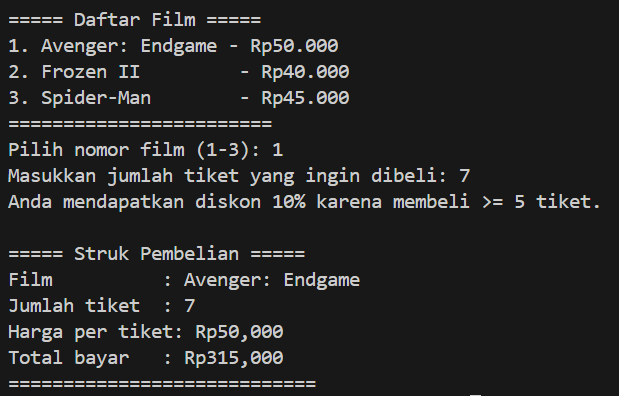 ===== Daftar Film =====
1. Avenger: Endgame - Rp50.000
2. Frozen II         - Rp40.000
3. Spider-Man        - Rp45.000
========================
Pilih nomor film (1-3): 1
Masukkan jumlah tiket yang ingin dibeli: 7
Anda mendapatkan diskon 10% karena membeli >= 5 tiket.

===== Struk Pembelian =====
Film          : Avenger: Endgame
Jumlah tiket  : 7
Harga per tiket: Rp50,000
Total bayar   : Rp315,000
============================